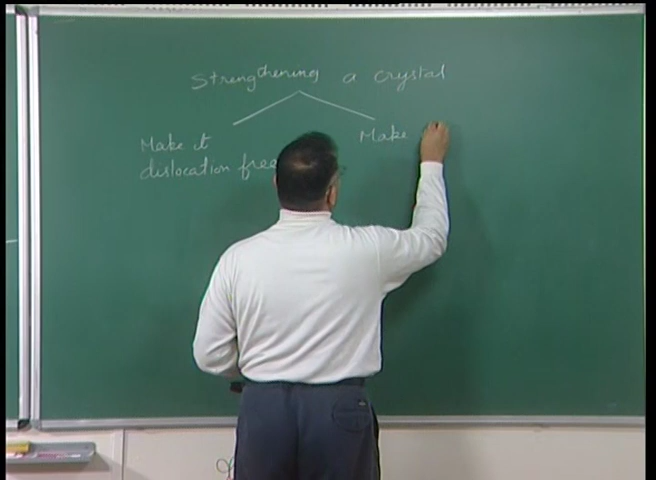 Strengthening a crystal
Make it
dislocation free
Make